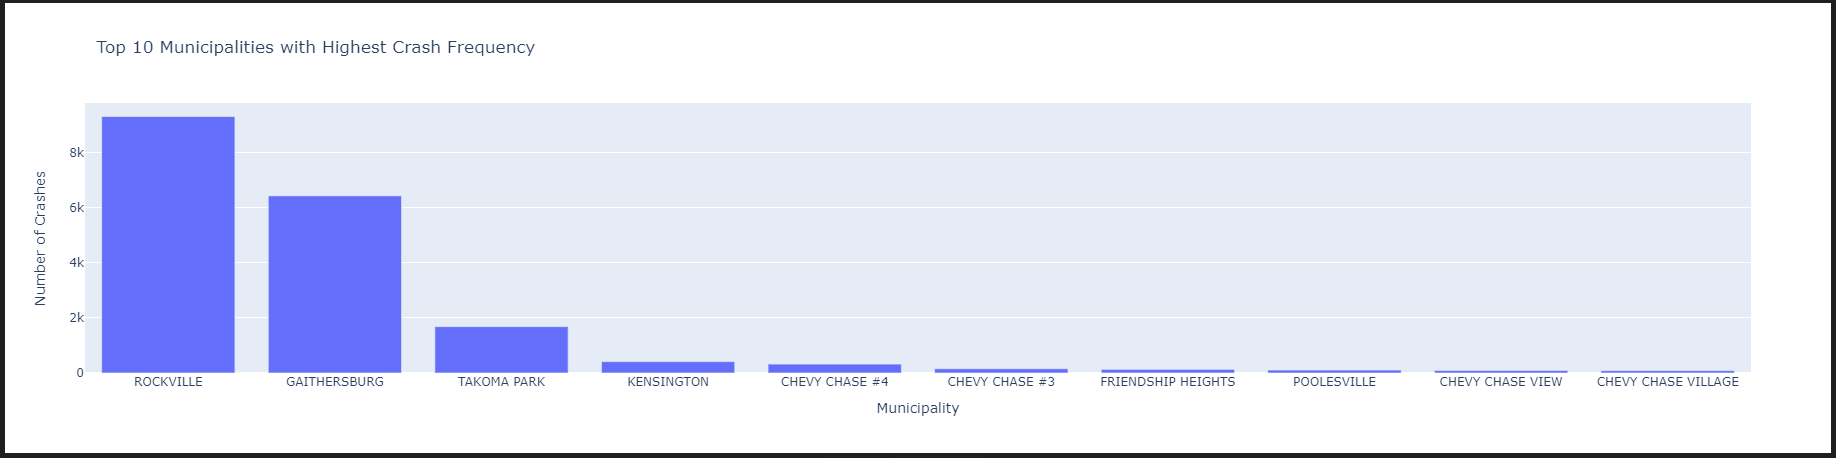 Top 10 Municipalities with Highest Crash Frequency
Number of Crashes
8k
6k
4k
2k
0
ROCKVILLE GAITHERSBURG TAKOMA PARK KENSINGTON CHEVY CHASE #4 CHEVY CHASE #3 FRIENDSHIP HEIGHTS POOLESVILLE CHEVY CHASE VIEW CHEVY CHASE VILLAGE
Municipality